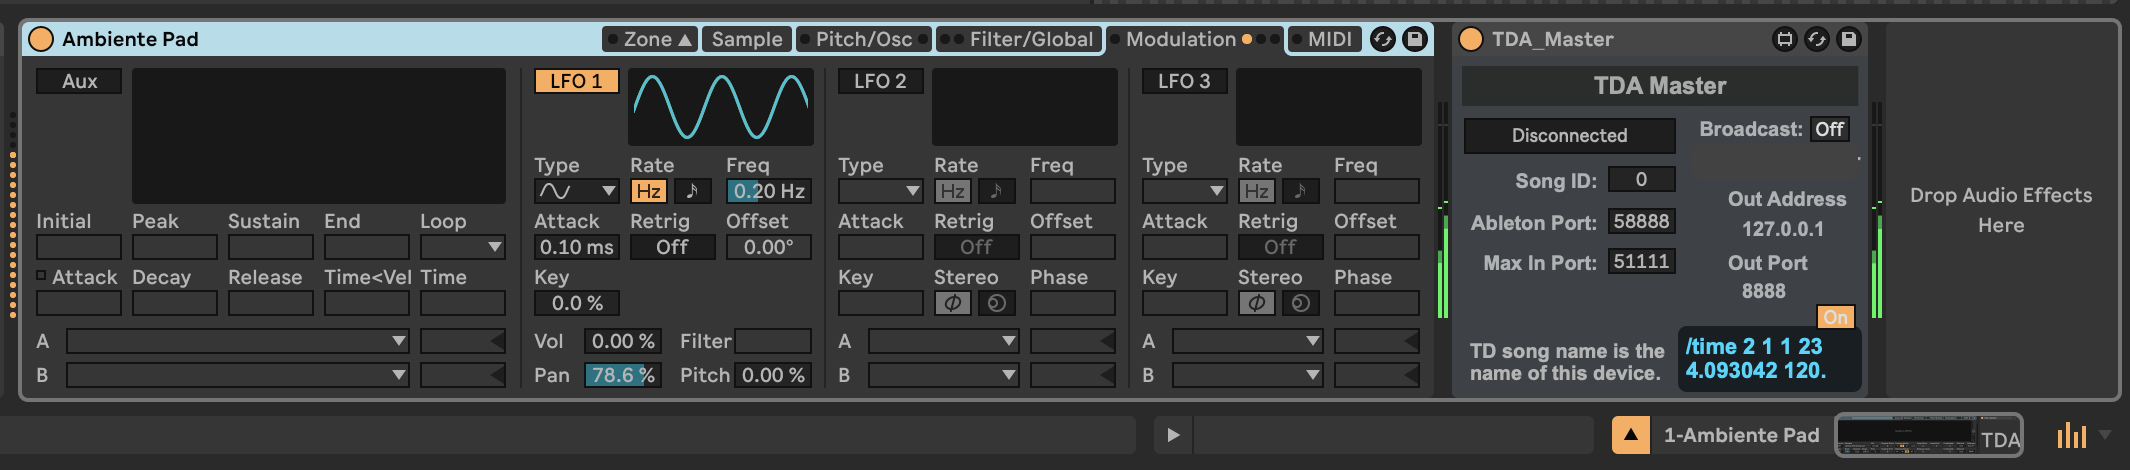 Ambiente Pad
Zone
Sample
Pitch/Osc
Filter/Global
Modulation
MIDI
Aux
Initial Peak Sustain End Loop
Attack Decay Release Time<Vel Time
A
B
LFO 1
Type Rate Freq
Hz 0.20 Hz
Attack Retrig Offset
0.10 ms Off 0.00°
Key
0.0 %
Vol 0.00 % Filter
Pan 78.6 % Pitch 0.00 %
LFO 2
Type Rate Freq
Hz
Attack Retrig Offset
Off
Key Stereo Phase
A
B
LFO 3
Type Rate Freq
Hz
Attack Retrig Offset
Off
Key Stereo Phase
A
B
TDA_Master
TDA Master
Disconnected
Broadcast: Off
Song ID: 0
Out Address
Ableton Port: 58888
127.0.0.1
Max In Port: 51111
Out Port
8888
On
TD song name is the
name of this device.
/time 2 1 1 23
4.093042 120.
Drop Audio Effects
Here
1-Ambiente Pad
TDA